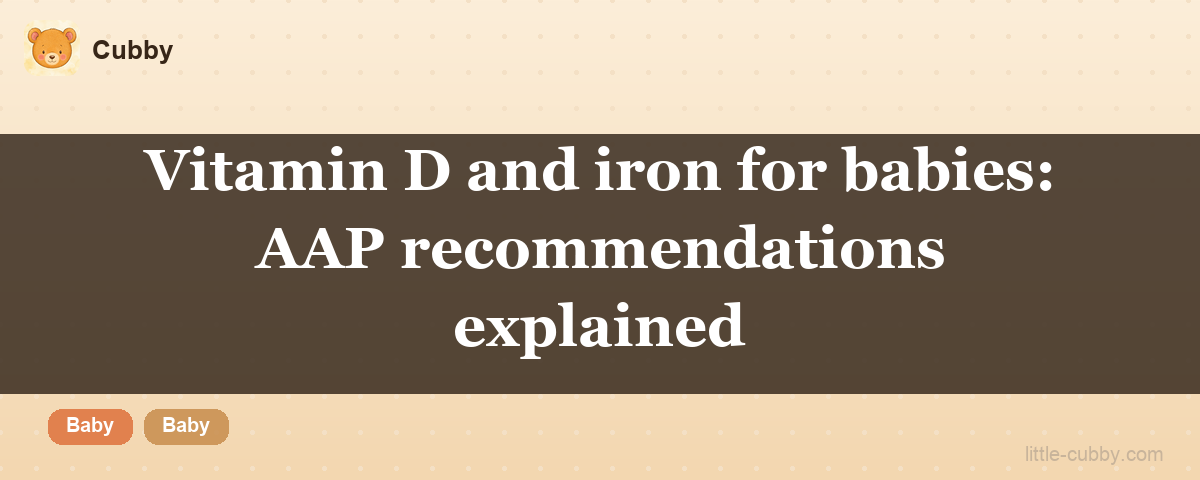 Cubby
Vitamin D and iron for babies:
AAP recommendations
explained
Baby
Baby
little-cubby.com